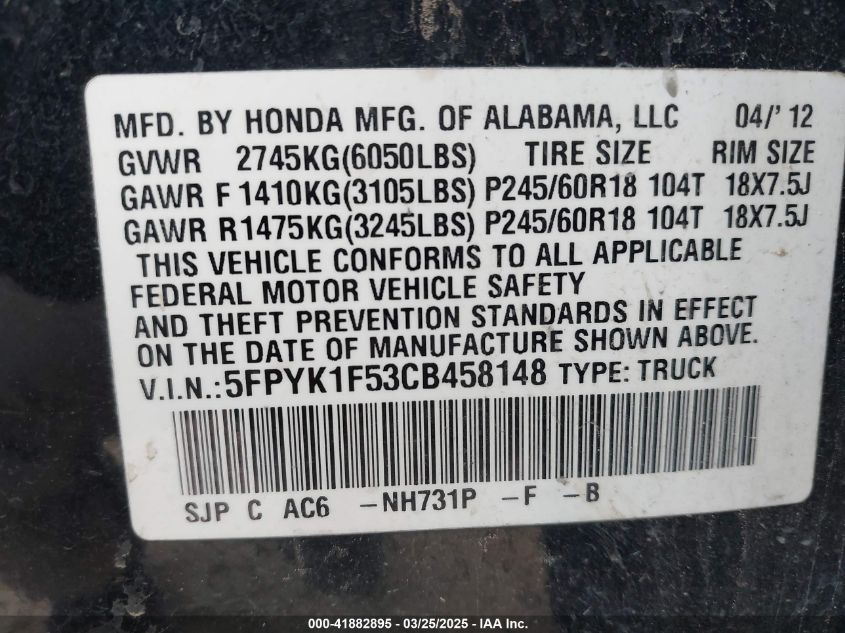 MFD. BY HONDA MFG. OF ALABAMA, LLC 04/'12
GVWR 2745KG(6050LBS) TIRE SIZE RIM SIZE
GAWR F 1410KG(3105LBS) P245/60R18 104T 18X7.5J
GAWR R 1475KG(3245LBS) P245/60R18 104T 18X7.5J
THIS VEHICLE CONFORMS TO ALL APPLICABLE
FEDERAL MOTOR VEHICLE SAFETY
AND THEFT PREVENTION STANDARDS IN EFFECT
ON THE DATE OF MANUFACTURE SHOWN ABOVE.
V.I.N.:5FPYK1F53CB458148 TYPE: TRUCK
SJP C AC6 -NH731P -F -B
000-41882895 - 03/25/2025 - IAA Inc.